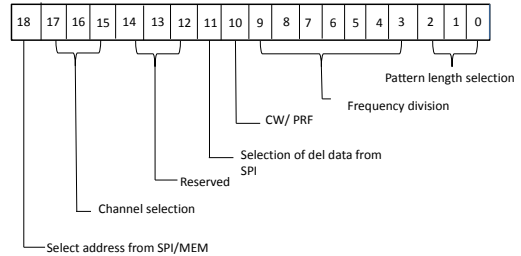 18 17 16 15 14 13 12 11 10 9 8 7 6 5 4 3 2 1 0
Pattern length selection
Frequency division
CW/ PRF
Selection of del data from
SPI
Reserved
Channel selection
Select address from SPI/MEM